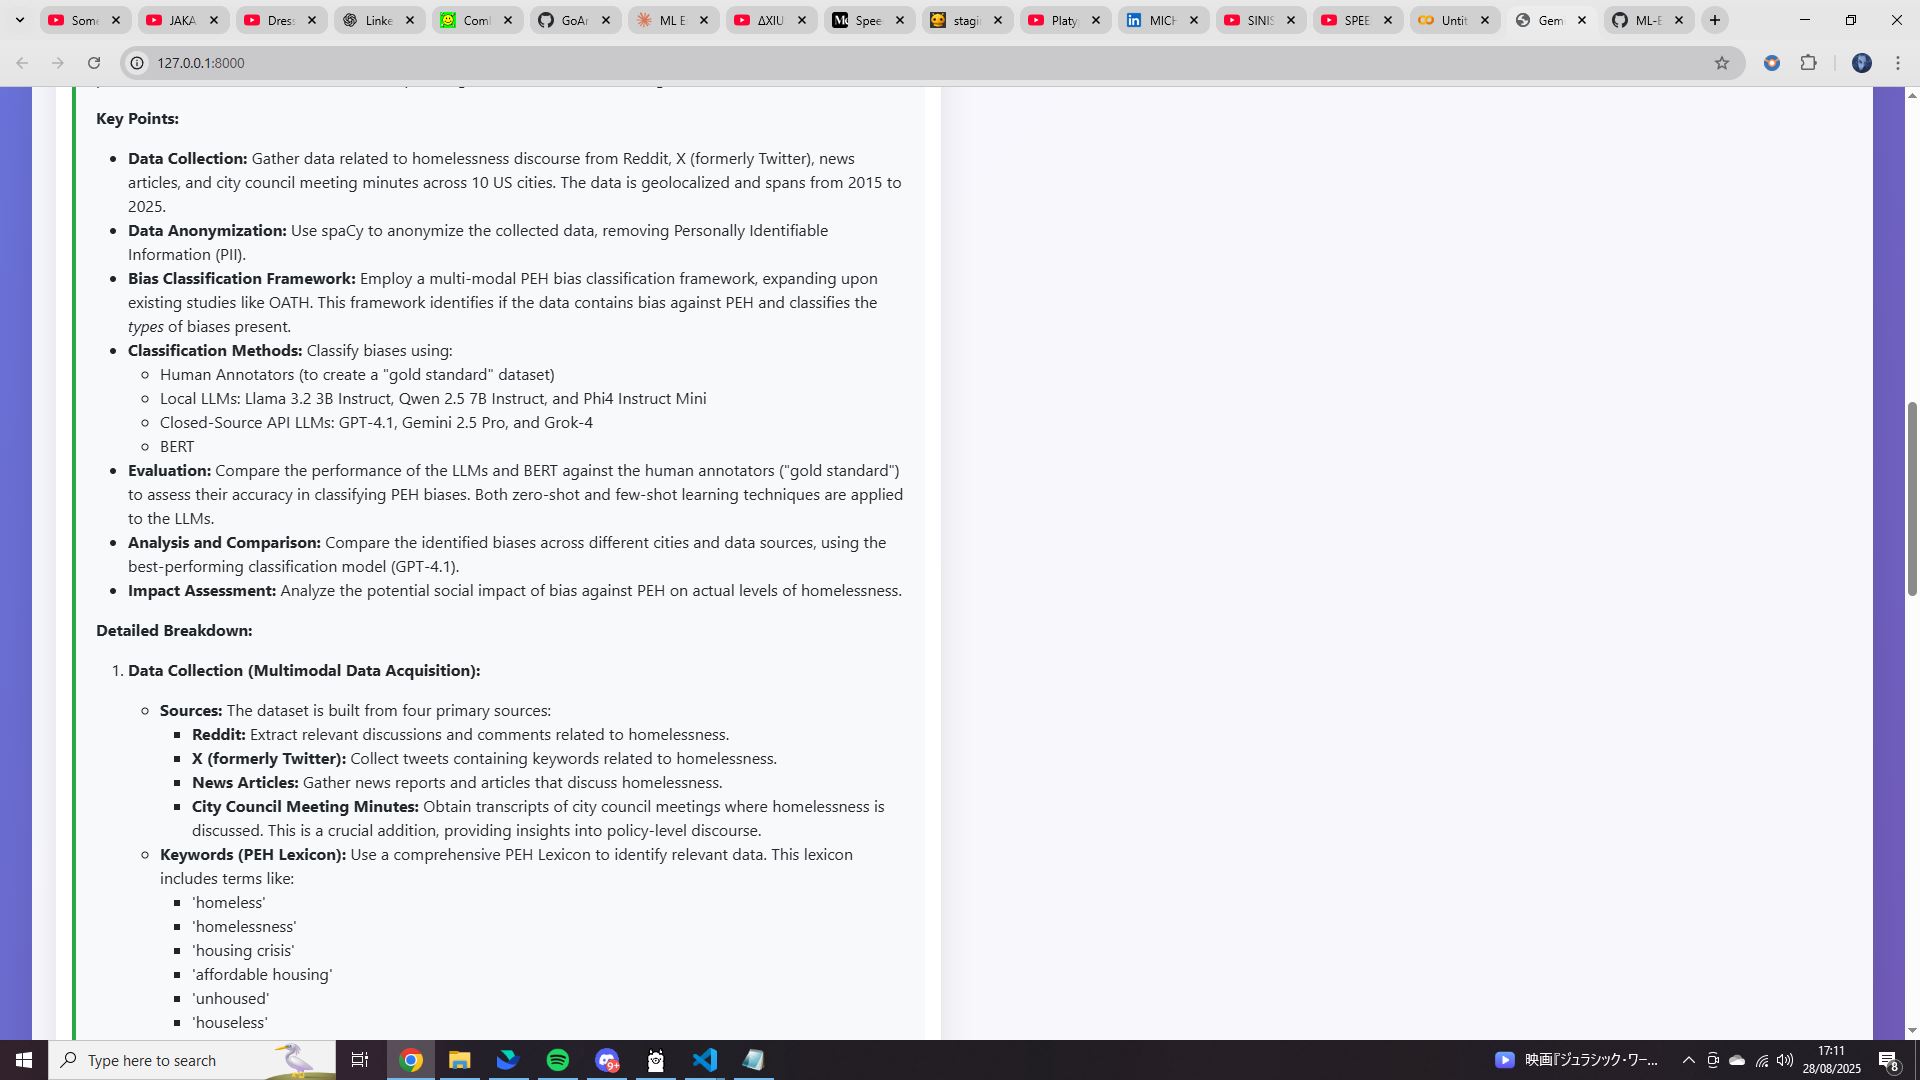 Some
JAKA
Dress
Linke
Coml
GoAr
ML E
ΔXIU
Spee
stagi
Platy
MICH
SINIS
SPEE
Untit
Gem
ML-E
127.0.0.1:8000
Key Points:
• Data Collection: Gather data related to homelessness discourse from Reddit, X (formerly Twitter), news
articles, and city council meeting minutes across 10 US cities. The data is geolocalized and spans from 2015 to
2025.
• Data Anonymization: Use spaCy to anonymize the collected data, removing Personally Identifiable
Information (PII).
• Bias Classification Framework: Employ a multi-modal PEH bias classification framework, expanding upon
existing studies like OATH. This framework identifies if the data contains bias against PEH and classifies the
types of biases present.
• Classification Methods: Classify biases using:
◦ Human Annotators (to create a "gold standard" dataset)
◦ Local LLMs: Llama 3.2 3B Instruct, Qwen 2.5 7B Instruct, and Phi4 Instruct Mini
◦ Closed-Source API LLMs: GPT-4.1, Gemini 2.5 Pro, and Grok-4
◦ BERT
• Evaluation: Compare the performance of the LLMs and BERT against the human annotators ("gold standard")
to assess their accuracy in classifying PEH biases. Both zero-shot and few-shot learning techniques are applied
to the LLMs.
• Analysis and Comparison: Compare the identified biases across different cities and data sources, using the
best-performing classification model (GPT-4.1).
• Impact Assessment: Analyze the potential social impact of bias against PEH on actual levels of homelessness.
Detailed Breakdown:
1. Data Collection (Multimodal Data Acquisition):
◦ Sources: The dataset is built from four primary sources:
▪ Reddit: Extract relevant discussions and comments related to homelessness.
▪ X (formerly Twitter): Collect tweets containing keywords related to homelessness.
▪ News Articles: Gather news reports and articles that discuss homelessness.
▪ City Council Meeting Minutes: Obtain transcripts of city council meetings where homelessness is
discussed. This is a crucial addition, providing insights into policy-level discourse.
◦ Keywords (PEH Lexicon): Use a comprehensive PEH Lexicon to identify relevant data. This lexicon
includes terms like:
▪ 'homeless'
▪ 'homelessness'
▪ 'housing crisis'
▪ 'affordable housing'
▪ 'unhoused'
▪ 'houseless'
Type here to search
9+
映画『ジュラシック・ワー...
17:11
28/08/2025
8